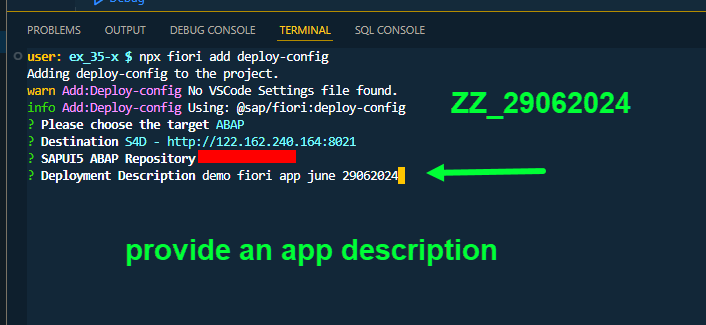 Debug
PROBLEMS OUTPUT DEBUG CONSOLE TERMINAL SQL CONSOLE
user: ex_35-x $ npx fiori add deploy-config
Adding deploy-config to the project.
warn Add:Deploy-config No VSCode Settings file found.
info Add:Deploy-config Using: @sap/fiori:deploy-config
ZZ_29062024
? Please choose the target ABAP
? Destination S4D - http://122.162.240.164:8021
? SAPUI5 ABAP Repository
? Deployment Description demo fiori app june 29062024
provide an app description